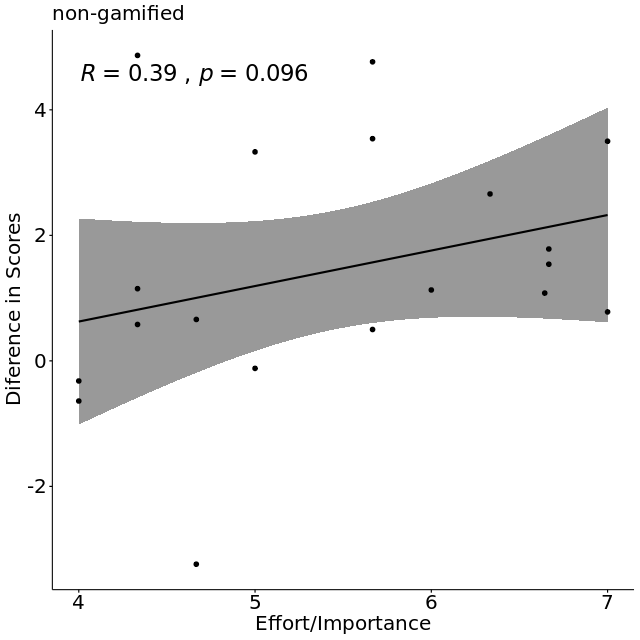 non-gamified
R = 0.39 , p = 0.096
4
2
0
-2
Diference in Scores
4 5 6 7
Effort/Importance